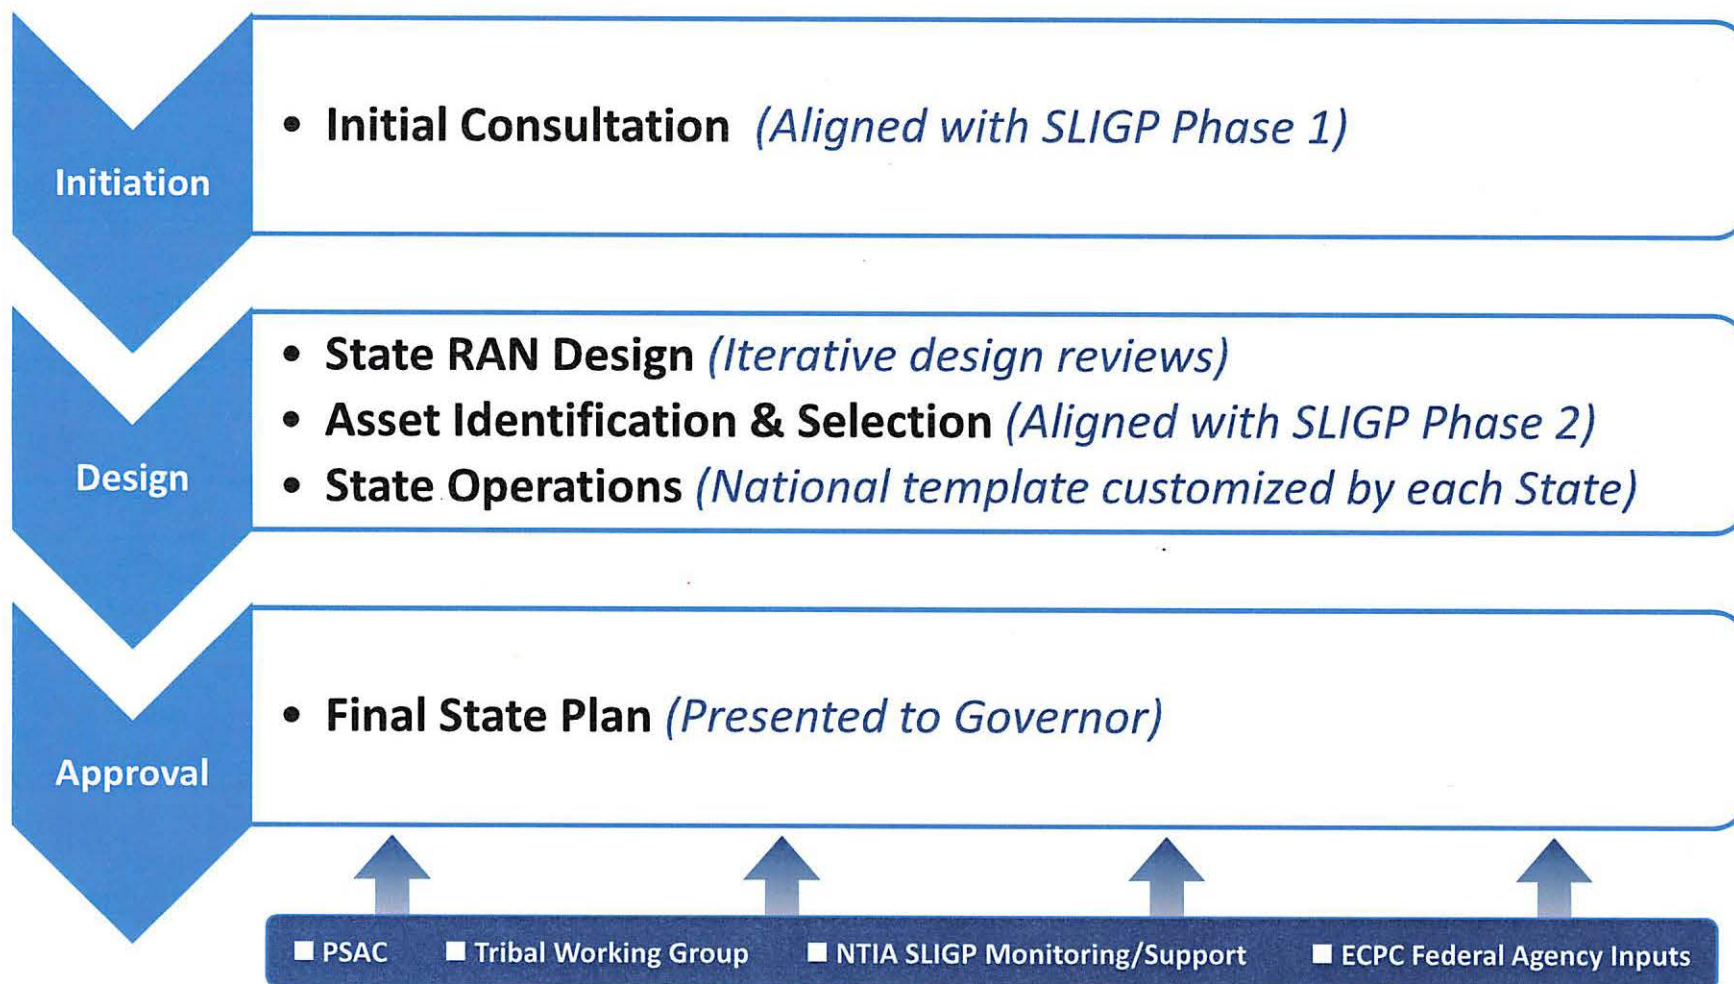 Initiation
• Initial Consultation (Aligned with SLIGP Phase 1)
Design
• State RAN Design (Iterative design reviews)
• Asset Identification & Selection (Aligned with SLIGP Phase 2)
• State Operations (National template customized by each State)
Approval
• Final State Plan (Presented to Governor)
■ PSAC ■ Tribal Working Group ■ NTIA SLIGP Monitoring/Support ■ ECPC Federal Agency Inputs